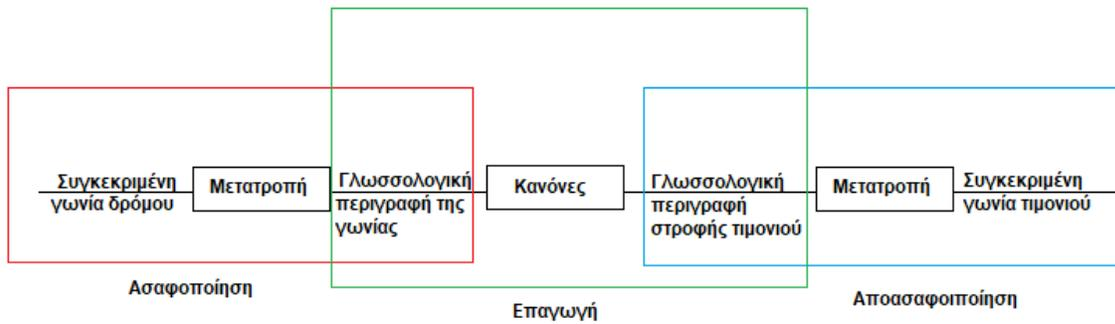 Συγκεκριμένη
γωνία δρόμου
Μετατροπή
Γλωσσολογική
περιγραφή της
γωνίας
Κανόνες
Γλωσσολογική
περιγραφή
στροφής τιμονιού
Μετατροπή
Συγκεκριμένη
γωνία τιμονιού
Ασαφοποίηση
Επαγωγή
Αποασαφοιποίηση